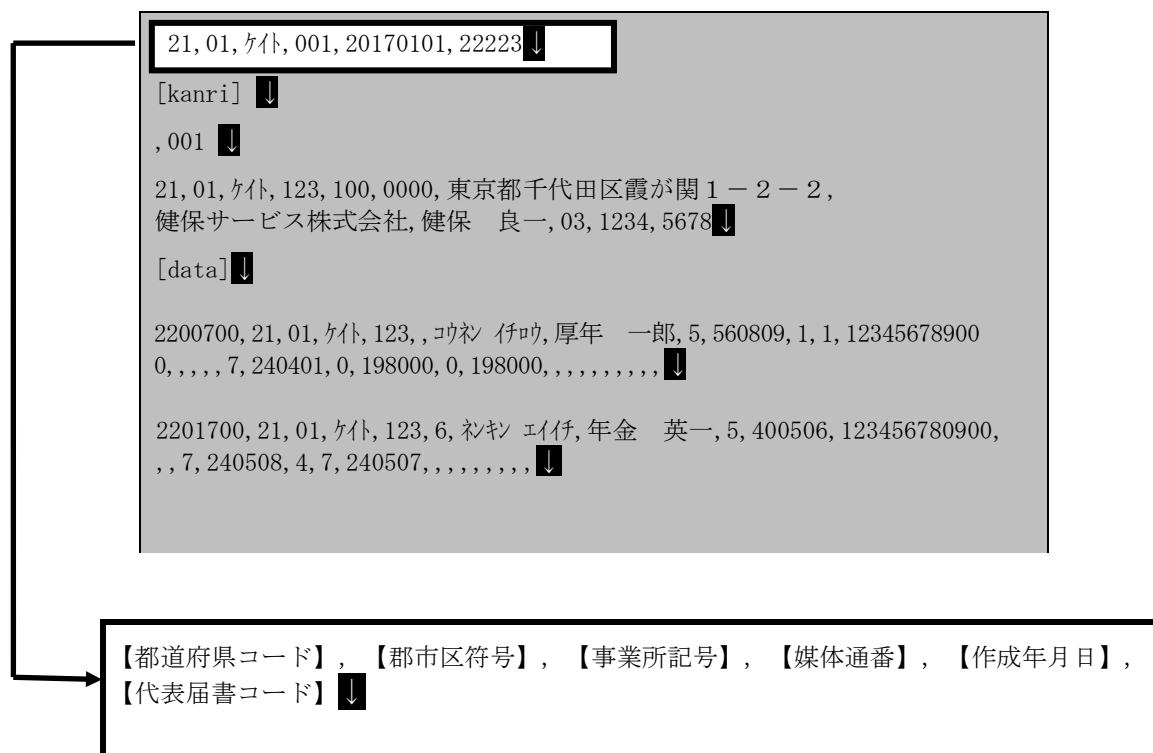 21,01,ｹｲﾄ,001,20170101,22223↓
[kanri] ↓
,001 ↓
21,01,ｹｲﾄ,123,100,0000,東京都千代田区霞が関１－２－２,
健保サービス株式会社,健保　良一,03,1234,5678↓
[data]↓
2200700,21,01,ｹｲﾄ,123,,ｺｳﾈﾝ ｲﾁﾛｳ,厚年　一郎,5,560809,1,1,12345678900
0,,,,,7,240401,0,198000,0,198000,,,,,,,,,,↓
2201700,21,01,ｹｲﾄ,123,6,ﾈﾝｷﾝ ｴｲｲﾁ,年金　英一,5,400506,123456780900,
,,7,240508,4,7,240507,,,,,,,,,↓
【都道府県コード】, 【郡市区符号】, 【事業所記号】, 【媒体通番】, 【作成年月日】,
【代表届書コード】↓